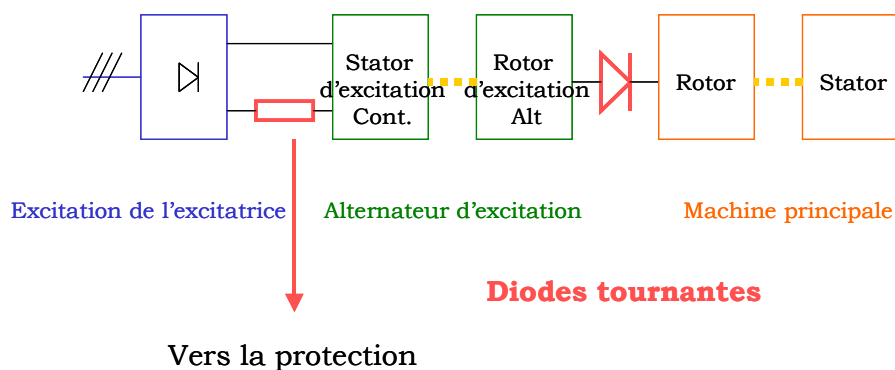 Stator
d’excitation
Cont.
Rotor
d’excitation
Alt
Rotor
Stator
Excitation de l’excitatrice
Alternateur d’excitation
Machine principale
Diodes tournantes
Vers la protection